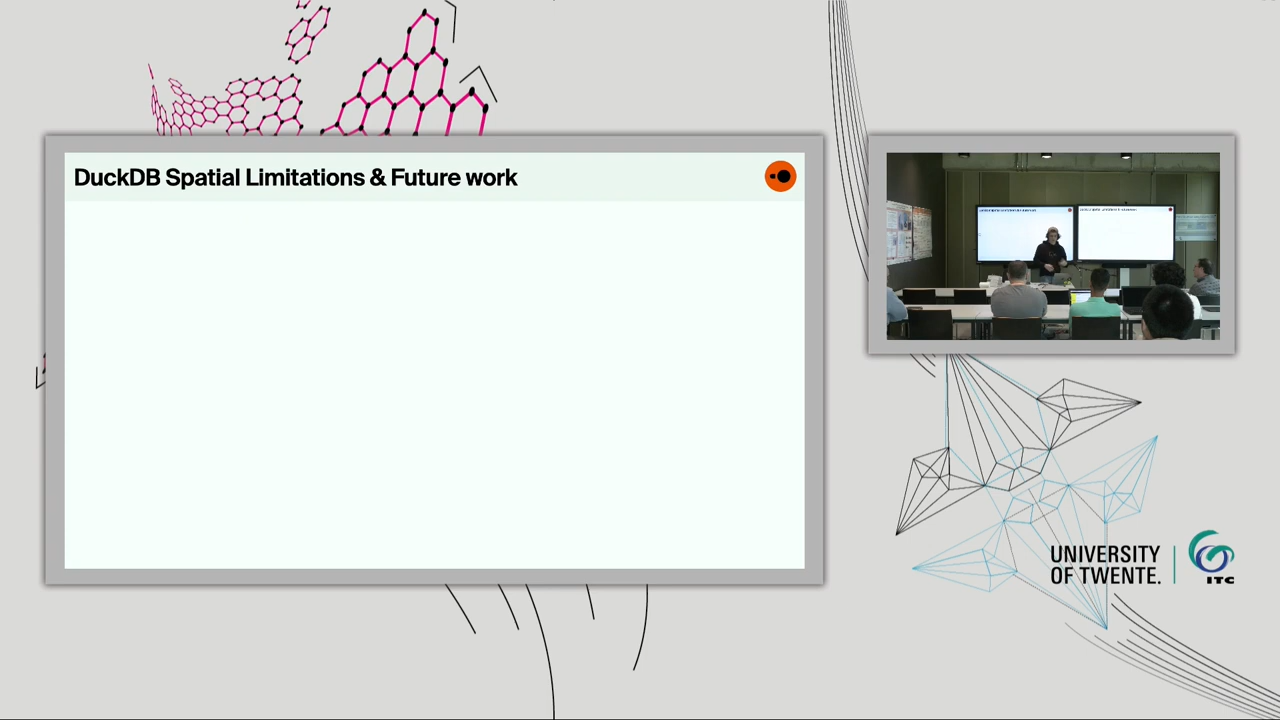 DuckDB Spatial Limitations & Future work
UNIVERSITY
OF TWENTE.
ITC